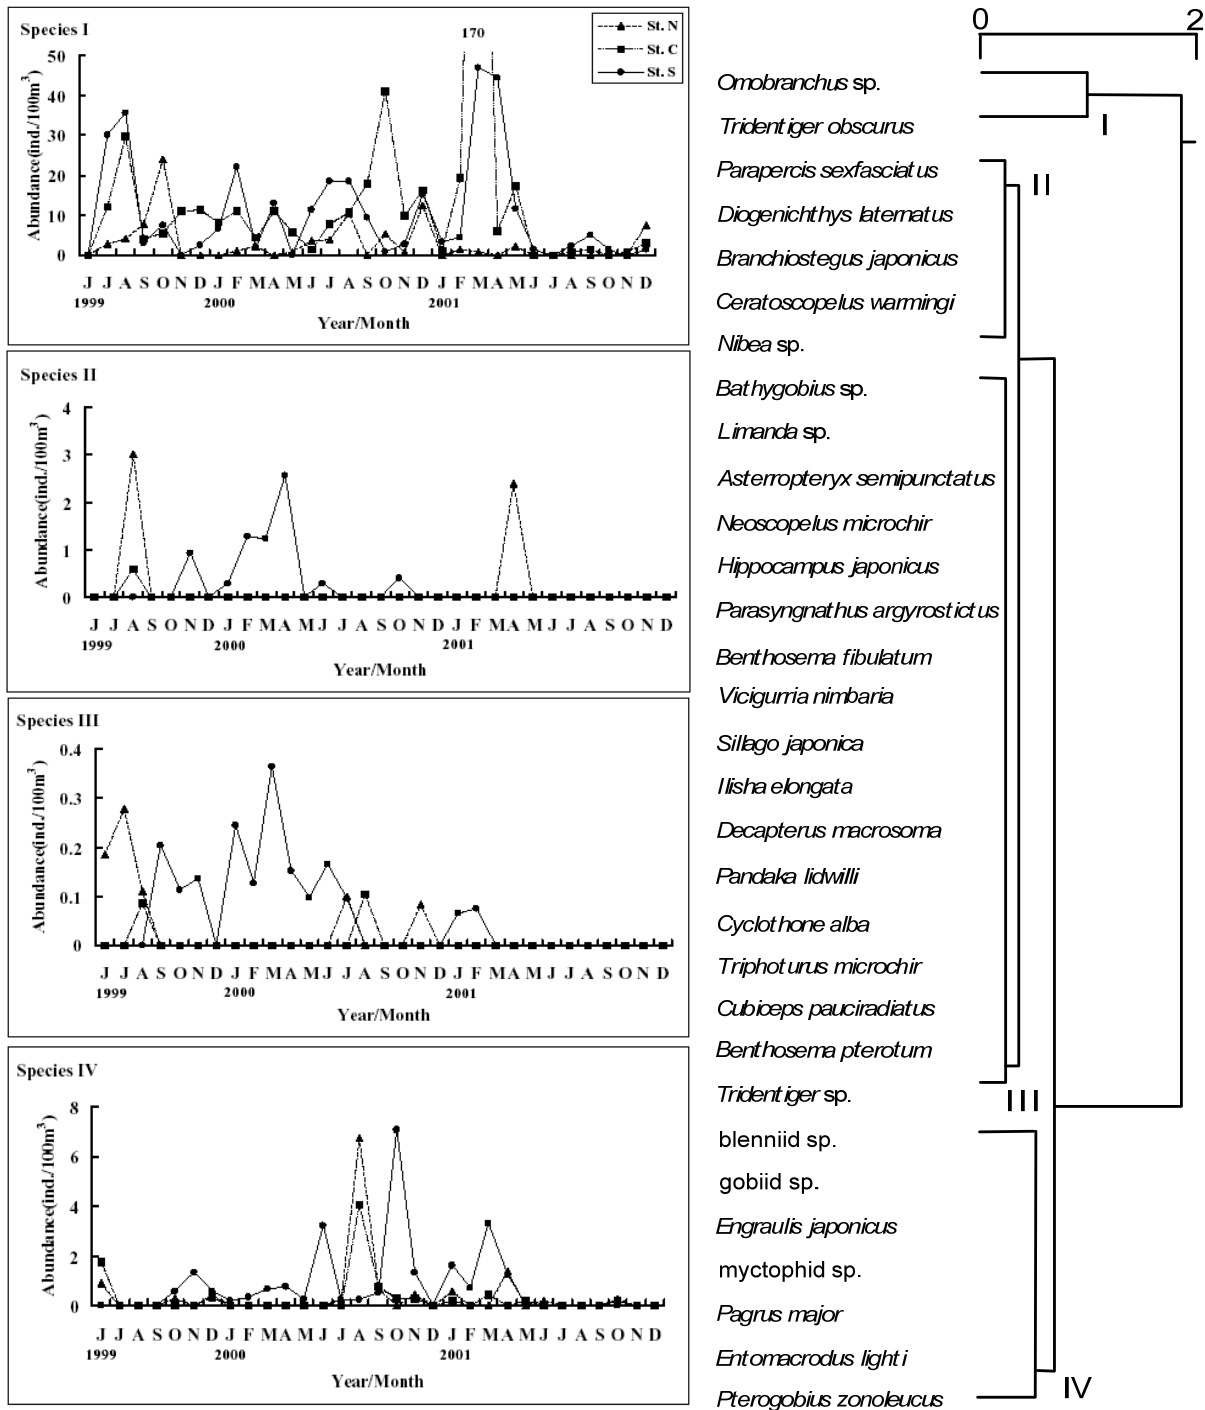 Species I
St. N
St. C
St. S
170
50
40
30
20
10
0
Abundance(ind./100m³)
J J A S O N D J F M A M J J A S O N D J F M A M J J A S O N D
1999 2000 2001
Year/Month
Species II
4
3
2
1
0
Abundance(ind./100m³)
J J A S O N D J F M A M J J A S O N D J F M A M J J A S O N D
1999 2000 2001
Year/Month
Species III
0.4
0.3
0.2
0.1
0
Abundance(ind./100m³)
J J A S O N D J F M A M J J A S O N D J F M A M J J A S O N D
1999 2000 2001
Year/Month
Species IV
8
6
4
2
0
Abundance(ind./100m³)
J J A S O N D J F M A M J J A S O N D J F M A M J J A S O N D
1999 2000 2001
Year/Month
0 2
Omobranchus sp.
Tridentiger obscurus
I
Parapercis sexfasciatus
II
Diogenichthys laternatus
Branchiostegus japonicus
Ceratoscopelus warmingi
Nibea sp.
Bathygobius sp.
Limanda sp.
Asterropteryx semipunctatus
Neoscopelus microchir
Hippocampus japonicus
Parasyngnathus argyrostictus
Benthosema fibulatum
Vicigurria nimbaria
Sillago japonica
Ilisha elongata
Decapterus macrosoma
Pandaka lidwilli
Cyclothone alba
Triphoturus microchir
Cubiceps pauciradiatus
Benthosema pterotum
Tridentiger sp.
III
blenniid sp.
gobiid sp.
Engraulis japonicus
myctophid sp.
Pagrus major
Entomacrodus lighti
IV
Pterogobius zonoleucus